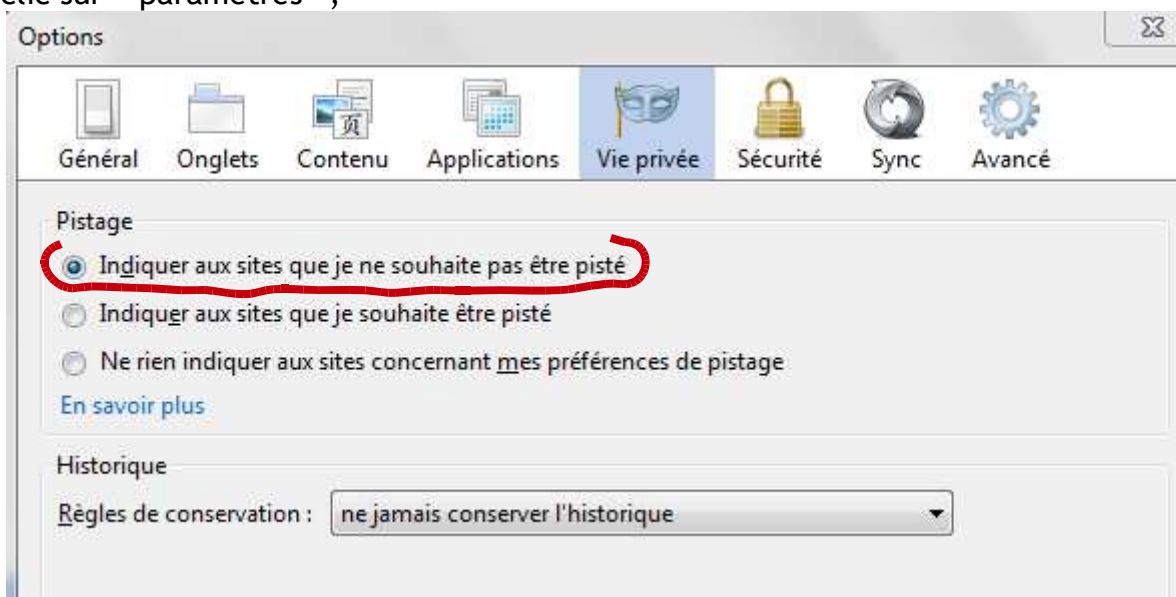 sur " paramètres ",
Options
Général Onglets Contenu Applications Vie privée Sécurité Sync Avancé
Pistage
Indiquer aux sites que je ne souhaite pas être pisté
Indiquer aux sites que je souhaite être pisté
Ne rien indiquer aux sites concernant mes préférences de pistage
En savoir plus
Historique
Règles de conservation : ne jamais conserver l'historique